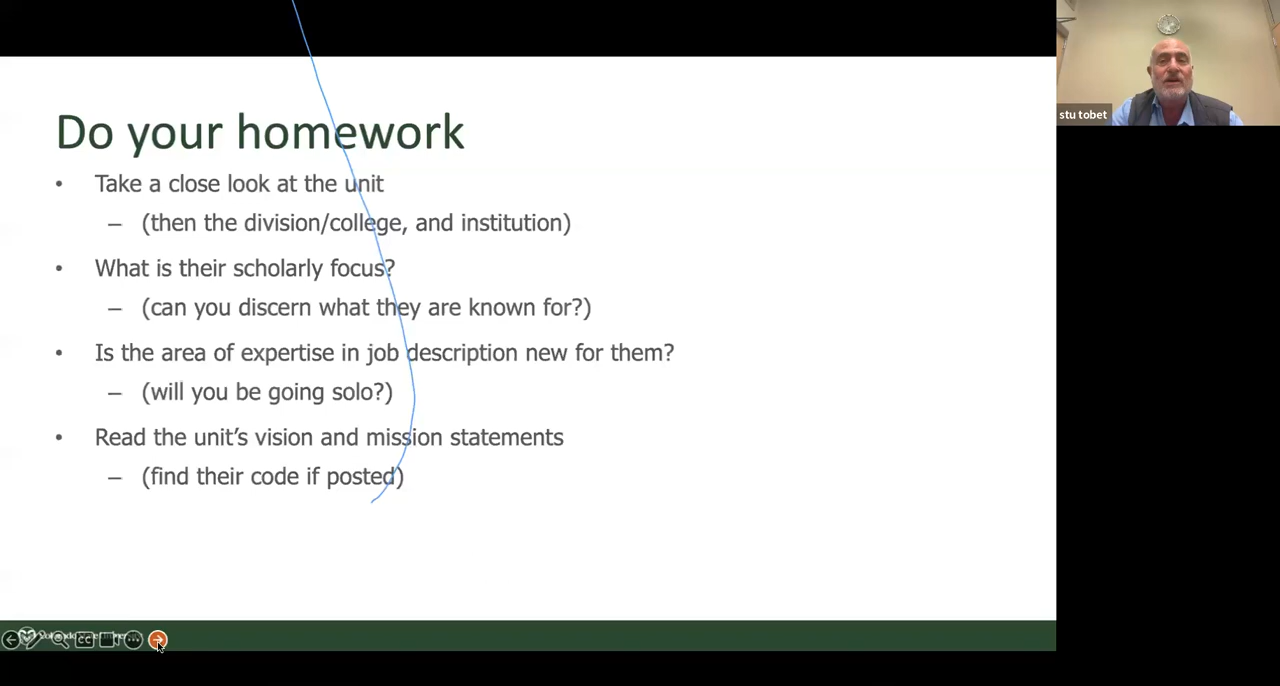 Do your homework
• Take a close look at the unit
– (then the division/college, and institution)
• What is their scholarly focus?
– (can you discern what they are known for?)
• Is the area of expertise in job description new for them?
– (will you be going solo?)
• Read the unit’s vision and mission statements
– (find their code if posted)
stu tobet
CC